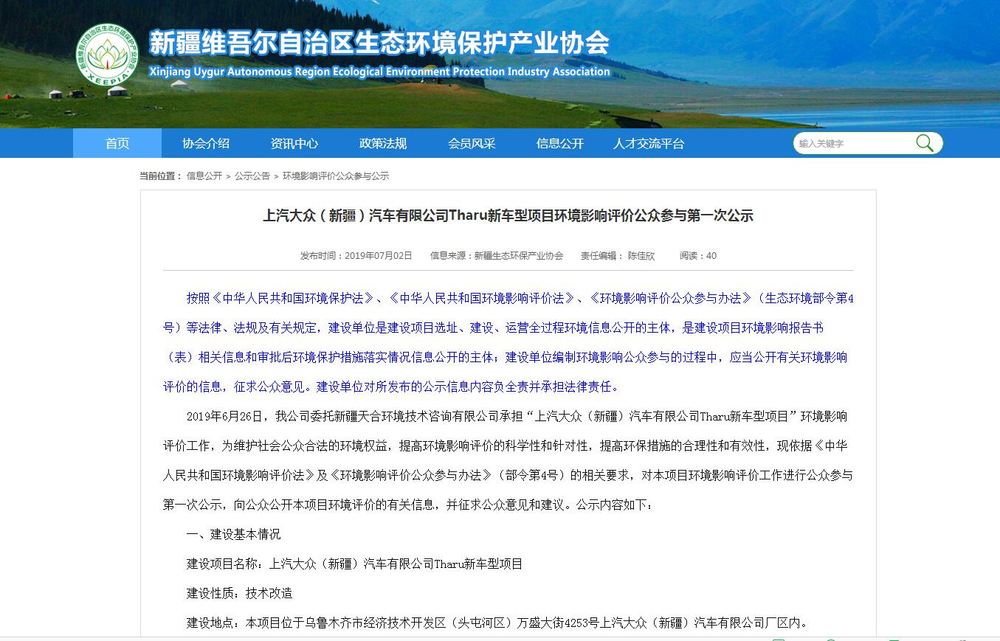 新疆维吾尔自治区生态环境保护产业协会
新疆维吾尔自治区生态环境保护产业协会
XEEPIA
Xinjiang Uygur Autonomous Region Ecological Environment Protection Industry Association
首页 协会介绍 资讯中心 政策法规 会员风采 信息公开 人才交流平台 输入关键字
当前位置： 信息公开 > 公示公告 > 环境影响评价公众参与公示
上汽大众（新疆）汽车有限公司Tharu新车型项目环境影响评价公众参与第一次公示
发布时间：2019年07月02日 信息来源：新疆生态环保产业协会 责任编辑： 陈佳欣 阅读：40
按照《中华人民共和国环境保护法》、《中华人民共和国环境影响评价法》、《环境影响评价公众参与办法》（生态环境部令第4
号）等法律、法规及有关规定，建设单位是建设项目选址、建设、运营全过程环境信息公开的主体，是建设项目环境影响报告书
（表）相关信息和审批后环境保护措施落实情况信息公开的主体；建设单位编制环境影响公众参与的过程中，应当公开有关环境影响
评价的信息，征求公众意见。建设单位对所发布的公示信息内容负全责并承担法律责任。
2019年6月26日，我公司委托新疆天合环境技术咨询有限公司承担“上汽大众（新疆）汽车有限公司Tharu新车型项目”环境影响
评价工作，为维护社会公众合法的环境权益，提高环境影响评价的科学性和针对性，提高环保措施的合理性和有效性，现依据《中华
人民共和国环境影响评价法》及《环境影响评价公众参与办法》（部令第4号）的相关要求，对本项目环境影响评价工作进行公众参与
第一次公示，向公众公开本项目环境评价的有关信息，并征求公众意见和建议。公示内容如下：
一、建设基本情况
建设项目名称：上汽大众（新疆）汽车有限公司Tharu新车型项目
建设性质：技术改造
建设地点：本项目位于乌鲁木齐市经济技术开发区（头屯河区）万盛大街4253号上汽大众（新疆）汽车有限公司厂区内。